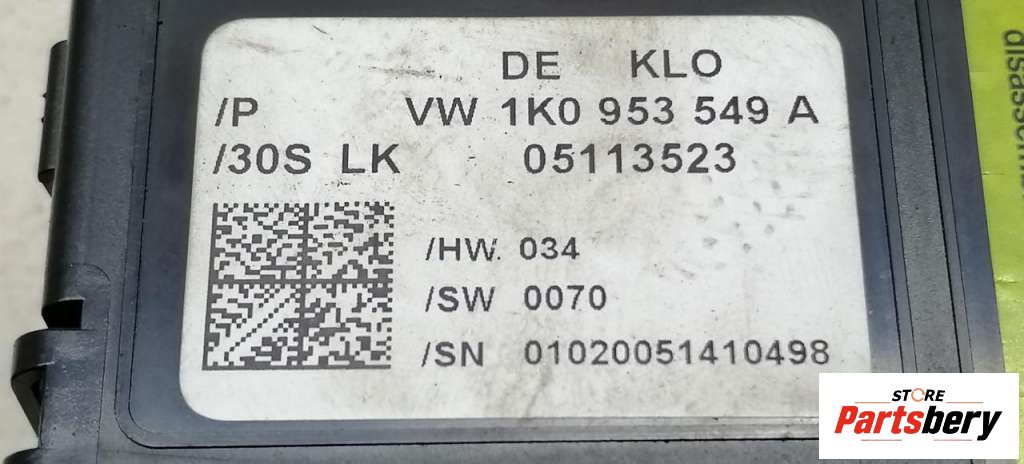 DE KLO
/P VW 1K0 953 549 A
/30S LK 05113523
/HW. 034
/SW 0070
/SN 01020051410498
STORE
Partsbery